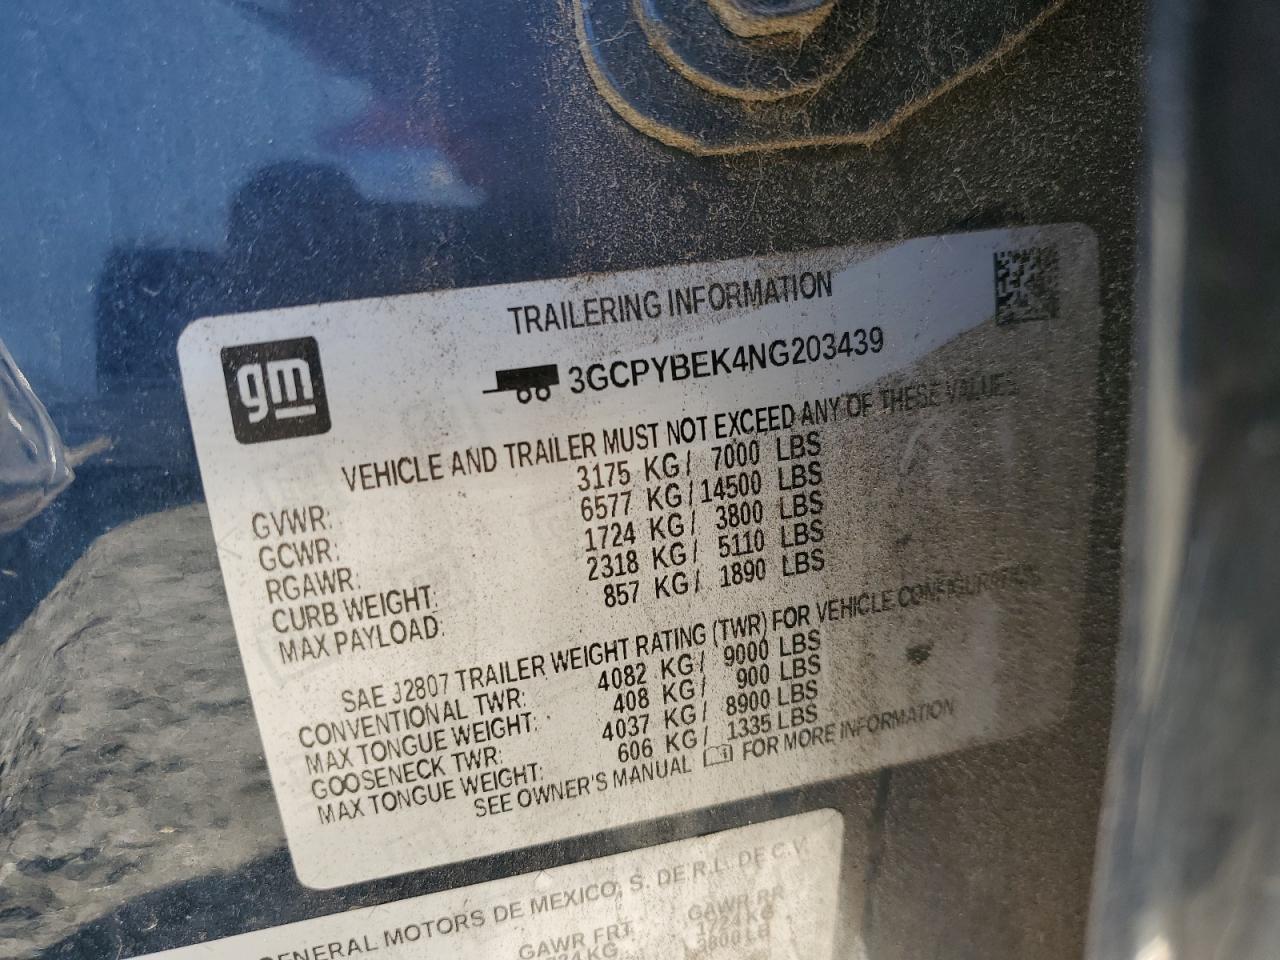 TRAILERING INFORMATION
gm
3GCPYBEK4NG203439
VEHICLE AND TRAILER MUST NOT EXCEED ANY OF THESE VALUES
GVWR: 3175 KG/ 7000 LBS
GCWR: 6577 KG/ 14500 LBS
RGAWR: 1724 KG/ 3800 LBS
CURB WEIGHT: 2318 KG/ 5110 LBS
MAX PAYLOAD: 857 KG/ 1890 LBS
SAE J2807 TRAILER WEIGHT RATING (TWR) FOR VEHICLE CONFIGURATION
CONVENTIONAL TWR: 4082 KG/ 9000 LBS
MAX TONGUE WEIGHT: 408 KG/ 900 LBS
GOOSENECK TWR: 4037 KG/ 8900 LBS
MAX TONGUE WEIGHT: 606 KG/ 1335 LBS
SEE OWNER'S MANUAL FOR MORE INFORMATION
GENERAL MOTORS DE MEXICO, S. DE R.L. DE C.V.
GAWR FRT GAWR RR
1724 KG
3800 LB